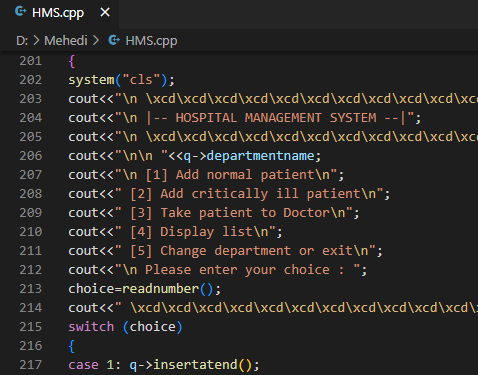 HMS.cpp
D: > Mehedi > HMS.cpp
201 {
202 system("cls");
203 cout<<"\n \xcd\xcd\xcd\xcd\xcd\xcd\xcd\xcd\xcd\xcd\xc
204 cout<<"\n |-- HOSPITAL MANAGEMENT SYSTEM --|";
205 cout<<"\n \xcd\xcd\xcd\xcd\xcd\xcd\xcd\xcd\xcd\xcd\xc
206 cout<<"\n\n "<<q->departmentname;
207 cout<<"\n [1] Add normal patient\n";
208 cout<<" [2] Add critically ill patient\n";
209 cout<<" [3] Take patient to Doctor\n";
210 cout<<" [4] Display list\n";
211 cout<<" [5] Change department or exit\n";
212 cout<<"\n Please enter your choice : ";
213 choice=readnumber();
214 cout<<" \xcd\xcd\xcd\xcd\xcd\xcd\xcd\xcd\xcd\xcd\xcd\
215 switch (choice)
216 {
217 case 1: q->insertatend();